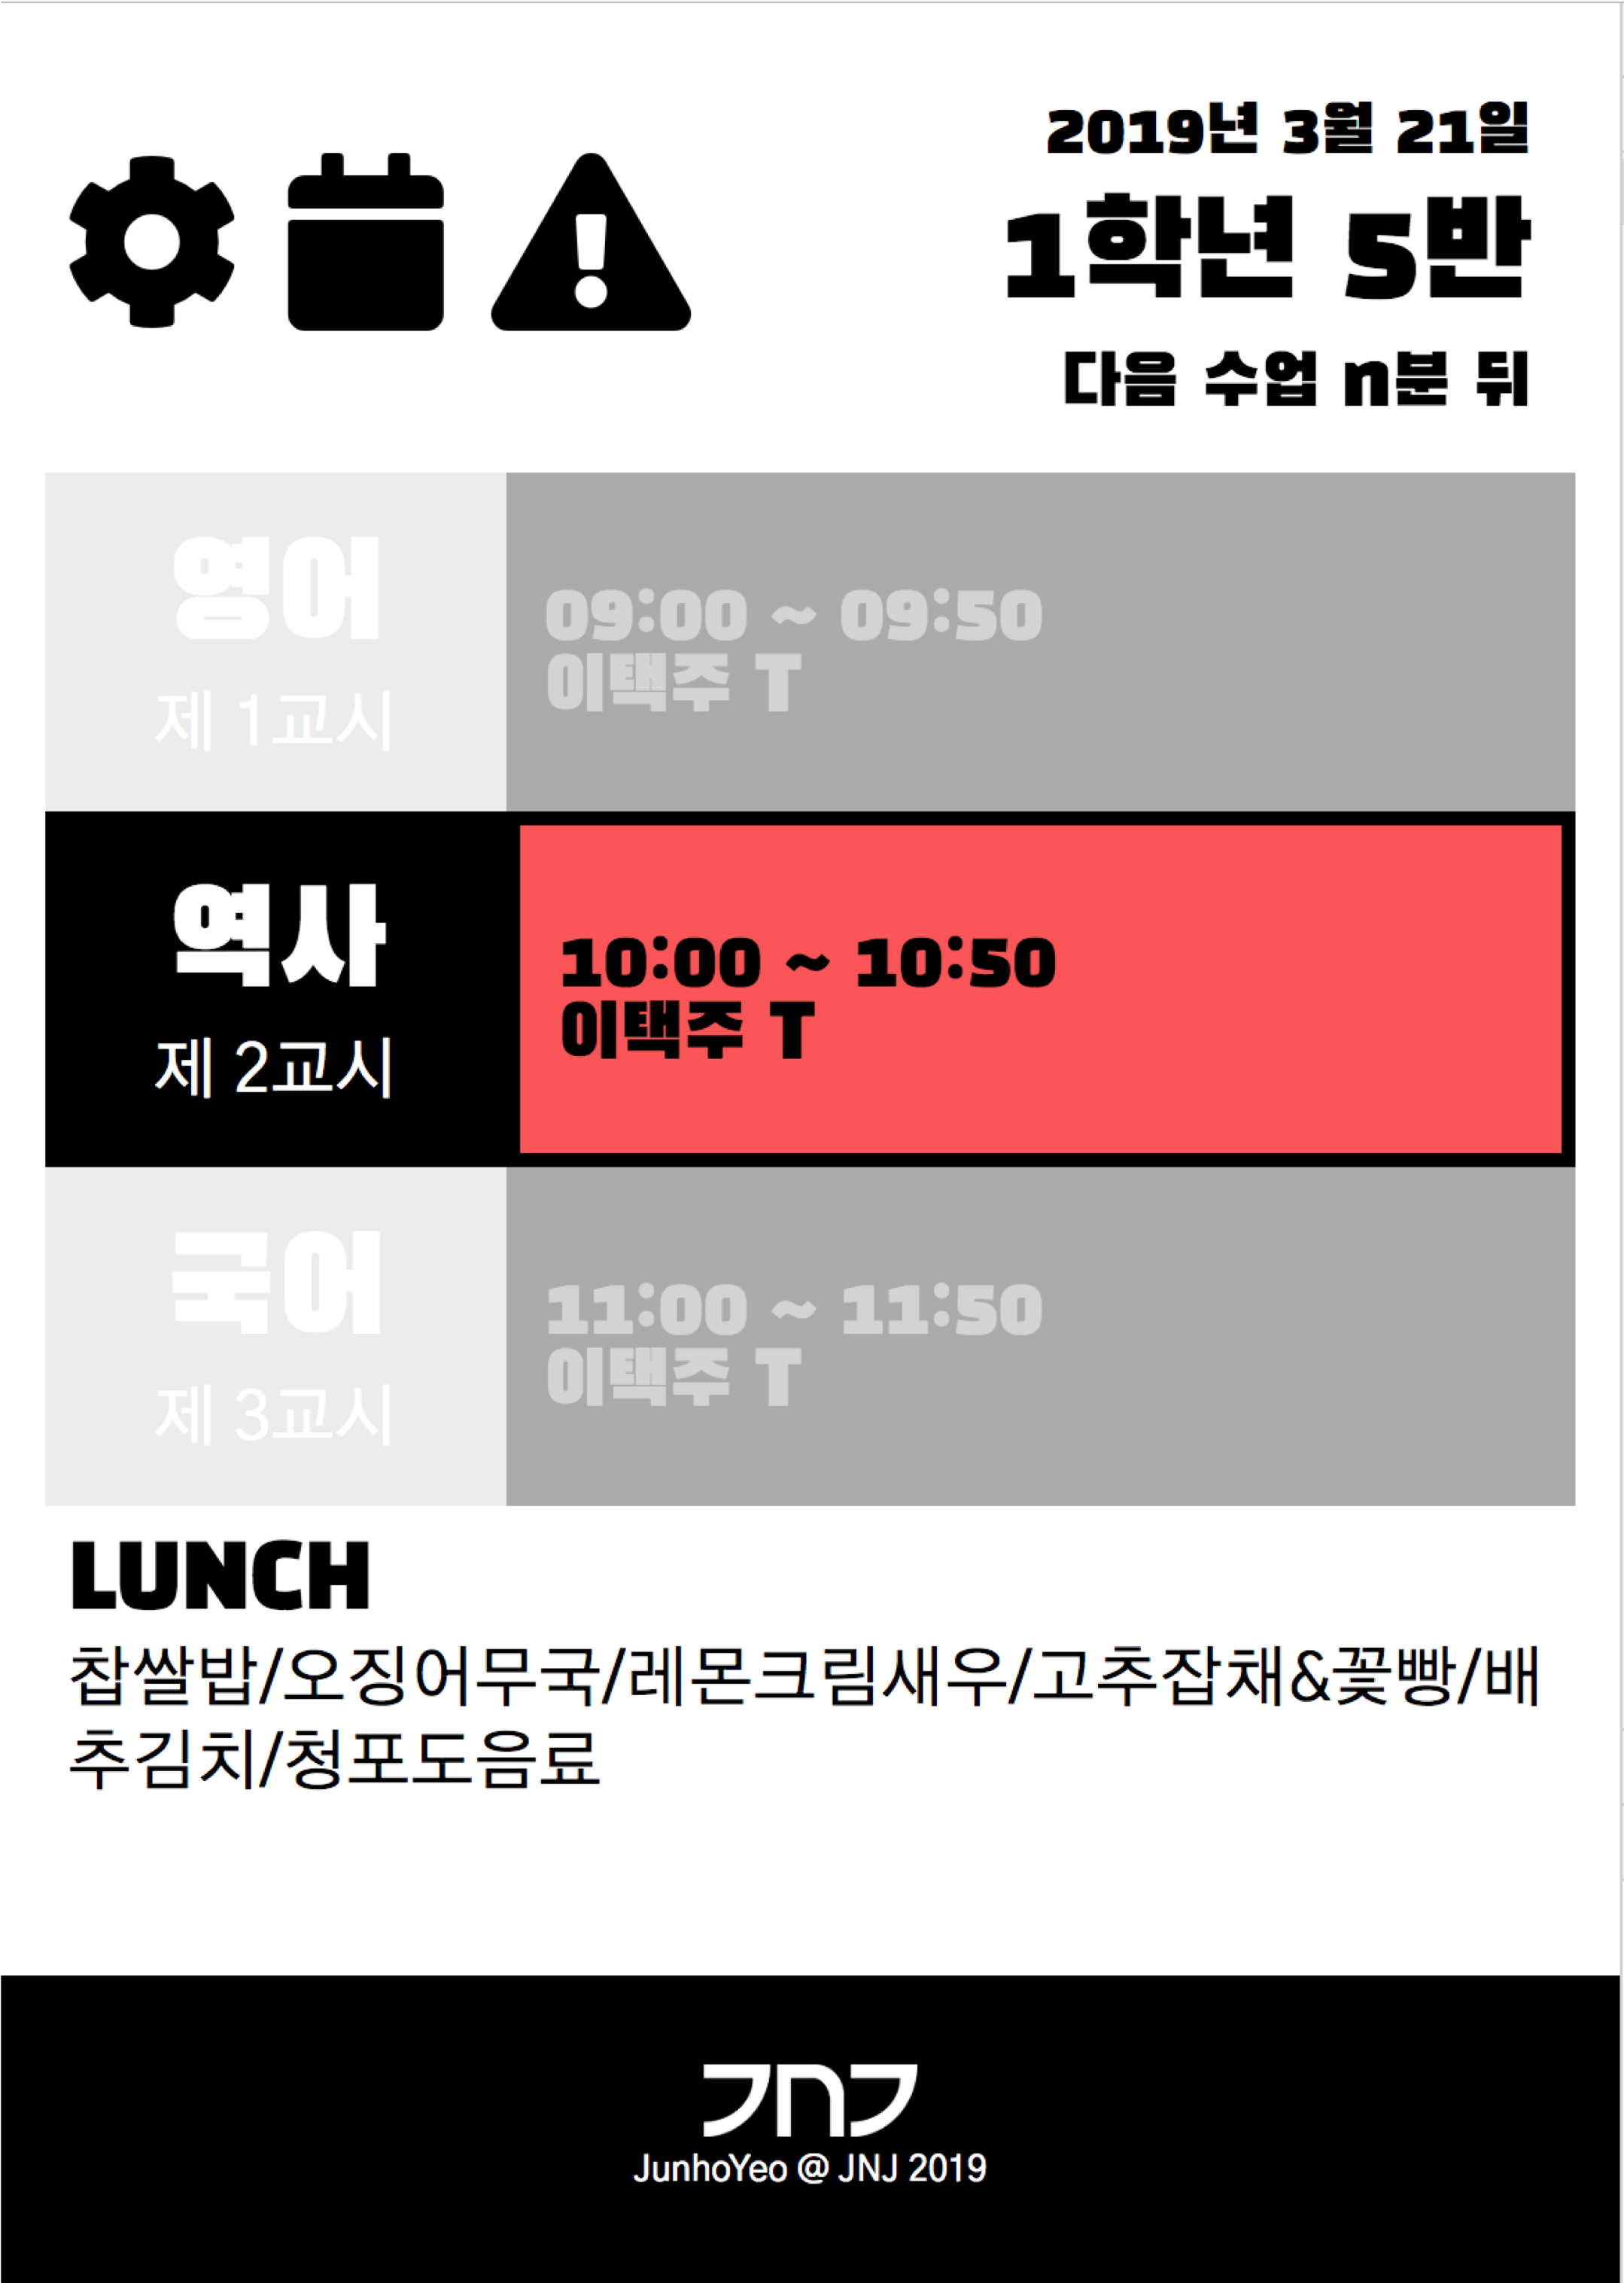 2019년 3월 21일
1학년 5반
다음 수업 n분 뒤
영어
제 1교시
09:00 ~ 09:50
이택주 T
역사
제 2교시
10:00 ~ 10:50
이택주 T
국어
제 3교시
11:00 ~ 11:50
이택주 T
LUNCH
찹쌀밥/오징어무국/레몬크림새우/고추잡채&꽃빵/배
추김치/청포도음료
JNJ
JunhoYeo @ JNJ 2019